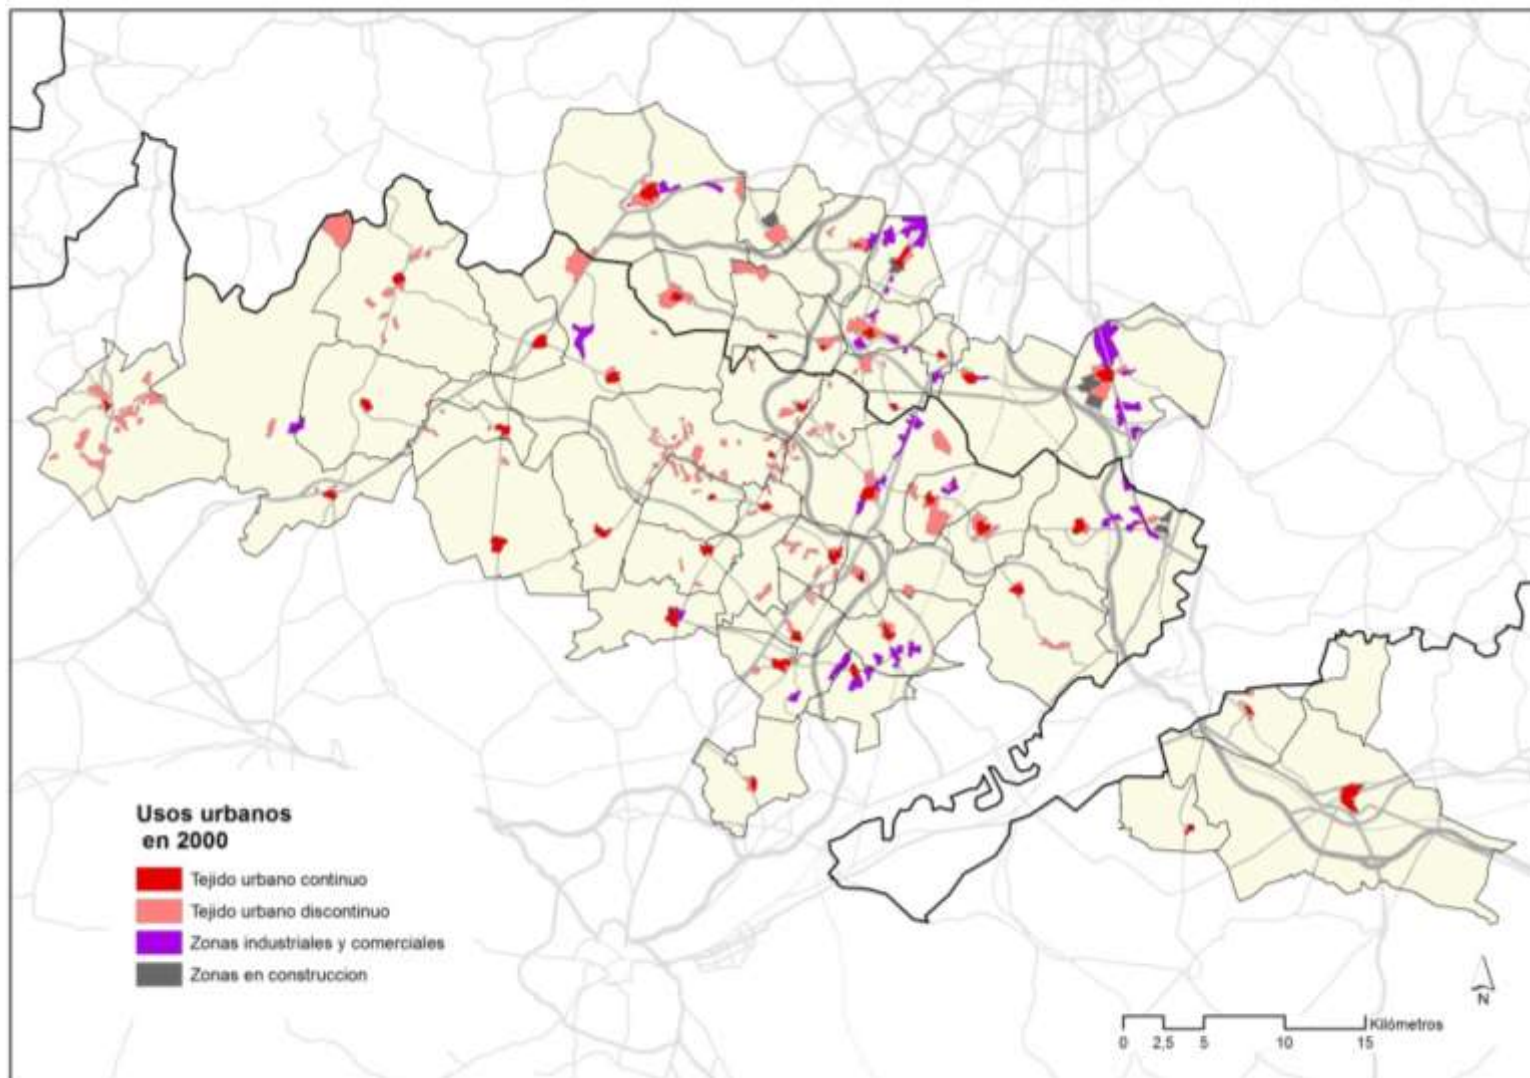 Usos urbanos
en 2000
Tejido urbano continuo
Tejido urbano discontinuo
Zonas industriales y comerciales
Zonas en construccion
N
Kilómetros
0 2,5 5 10 15